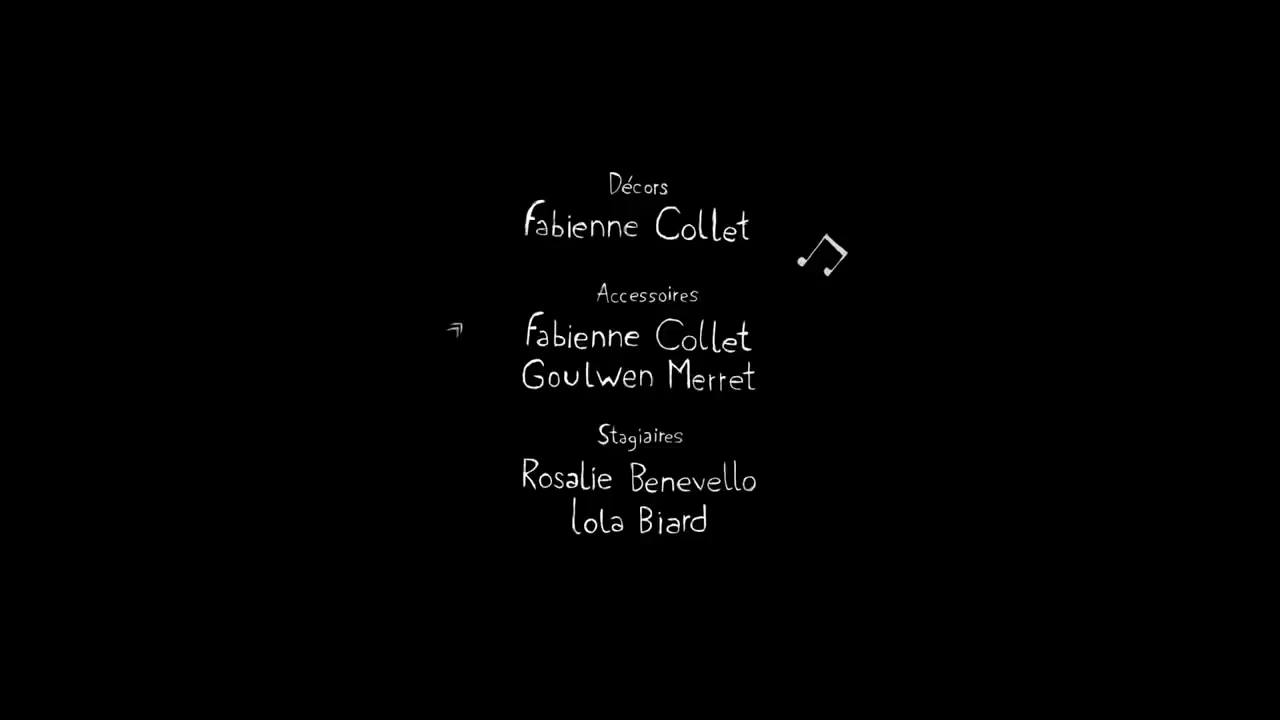 Décors
Fabienne Collet
Accessoires
Fabienne Collet
Goulwen Merret
Stagiaires
Rosalie Benevello
Lola Biard